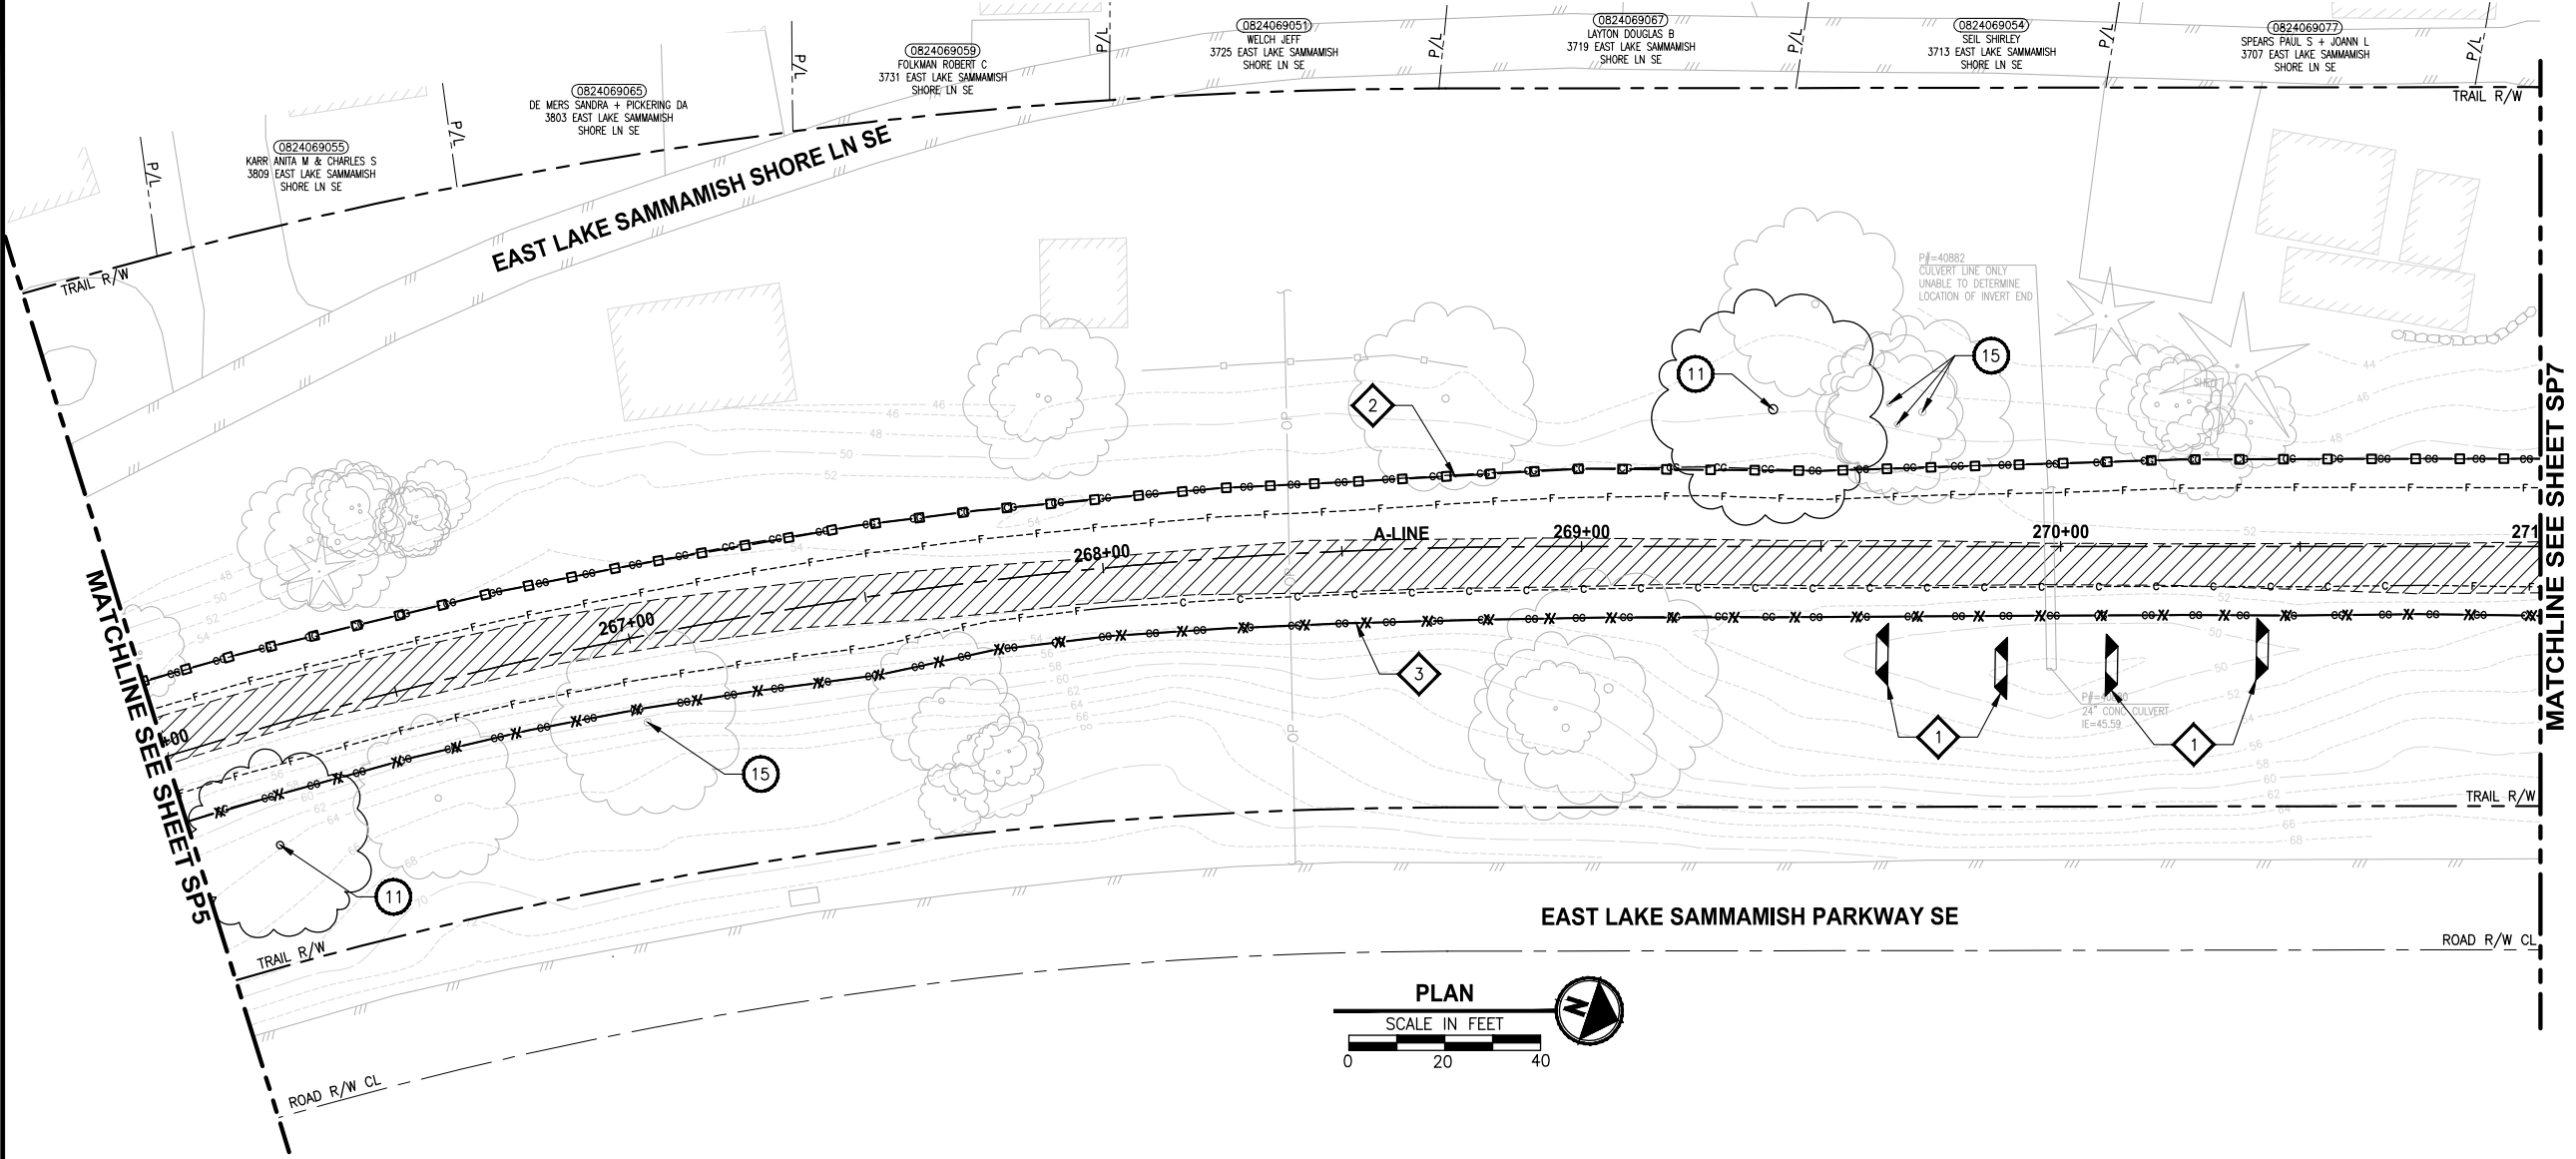 0824069055
KARR ANITA M & CHARLES S
3809 EAST LAKE SAMMAMISH
SHORE LN SE
0824069065
DE MERS SANDRA + PICKERING DA
3803 EAST LAKE SAMMAMISH
SHORE LN SE
0824069059
FOLKMAN ROBERT C
3731 EAST LAKE SAMMAMISH
SHORE LN SE
0824069051
WELCH JEFF
3725 EAST LAKE SAMMAMISH
SHORE LN SE
0824069067
LAYTON DOUGLAS B
3719 EAST LAKE SAMMAMISH
SHORE LN SE
0824069054
SEIL SHIRLEY
3713 EAST LAKE SAMMAMISH
SHORE LN SE
0824069077
SPEARS PAUL S + JOANN L
3707 EAST LAKE SAMMAMISH
SHORE LN SE
P/L
P/L
P/L
P/L
P/L
P/L
P/L
P/L
TRAIL R/W
TRAIL R/W
EAST LAKE SAMMAMISH SHORE LN SE
P#=40882
CULVERT LINE ONLY
UNABLE TO DETERMINE
LOCATION OF INVERT END
11
15
2
SHED
A-LINE
267+00
268+00
269+00
270+00
271
+00
3
1
1
24" CONC CULVERT
IE=45.59
15
11
MATCHLINE SEE SHEET SP5
MATCHLINE SEE SHEET SP7
TRAIL R/W
TRAIL R/W
EAST LAKE SAMMAMISH PARKWAY SE
ROAD R/W CL
ROAD R/W CL
PLAN
N
SCALE IN FEET
0 20 40